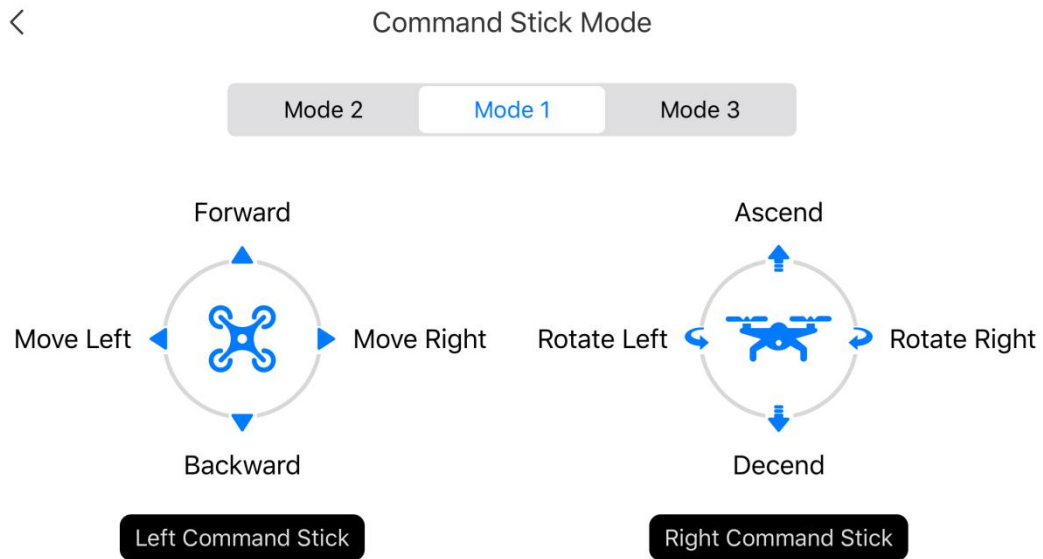 Command Stick Mode
Mode 2 Mode 1 Mode 3
Forward Ascend
Move Left Move Right Rotate Left Rotate Right
Backward Decend
Left Command Stick Right Command Stick